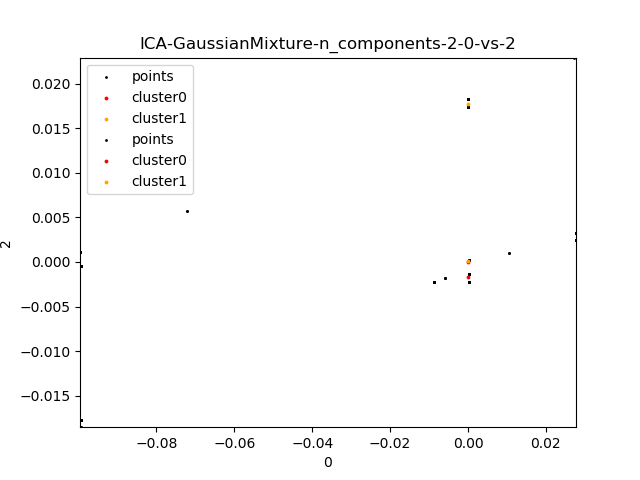 ICA-GaussianMixture-n_components-2-0-vs-2
points
cluster0
cluster1
points
cluster0
cluster1
0.020
0.015
0.010
0.005
0.000
−0.005
−0.010
−0.015
2
−0.08
−0.06
−0.04
−0.02
0.00
0.02
0